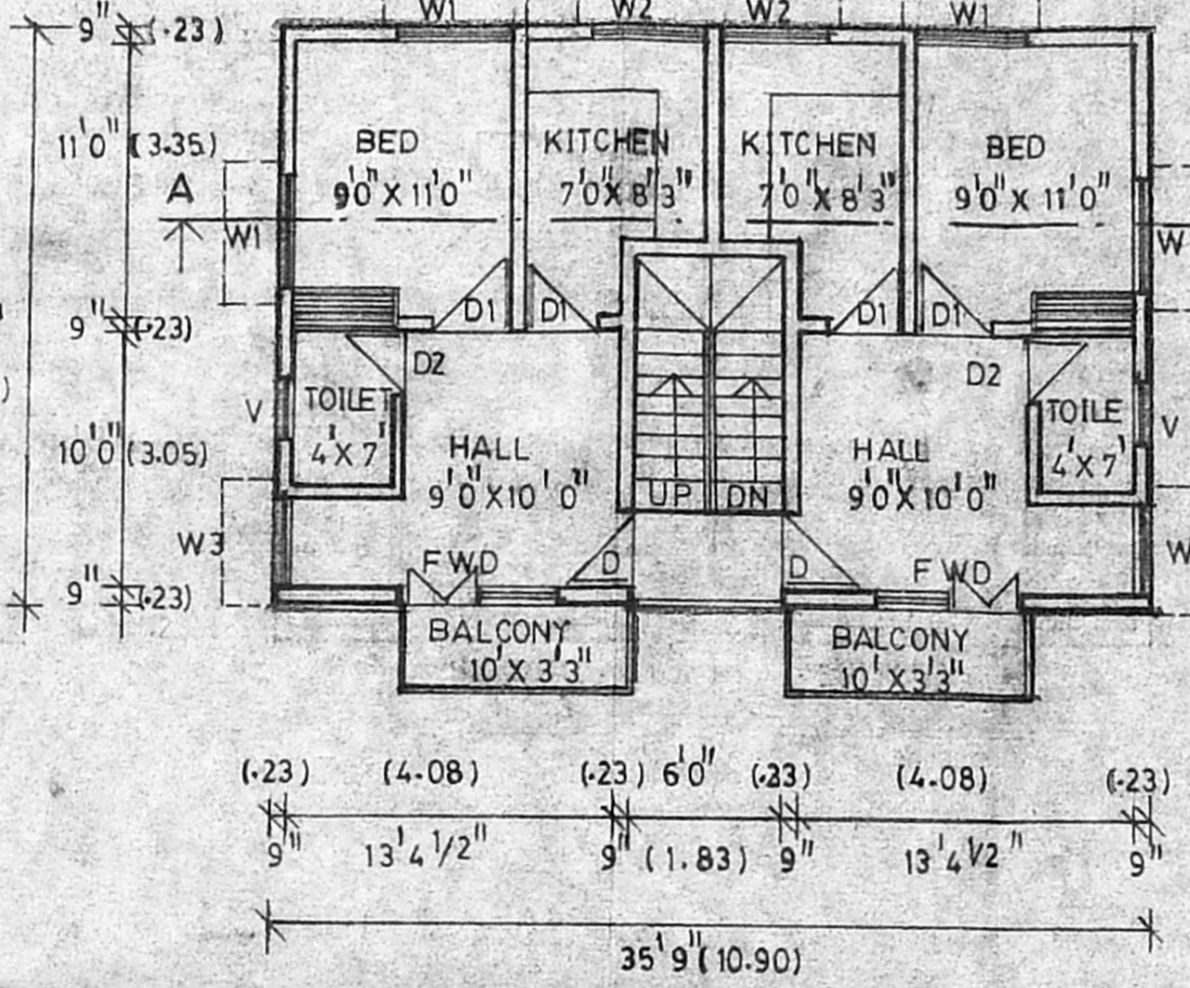 W1 W2 W2 W1
9" (.23)
11'0" (3.35)
BED KITCHEN KITCHEN BED
9'0" X 11'0" 7'0" X 8'3" 7'0" X 8'3" 9'0" X 11'0"
A
W1 W
D1 D1 D1 D1
9" (.23)
D2 D2
TOILET TOILE
4' X 7' 4' X 7'
V V
10'0" (3.05)
HALL HALL
9'0" X 10'0" 9'0" X 10'0"
UP DN
W3 W
FWD D D FWD
9" (.23)
BALCONY BALCONY
10' X 3'3" 10' X 3'3"
(.23) (4.08) (.23) 6'0" (.23) (4.08) (.23)
9" 13'4 1/2" 9" (1.83) 9" 13'4 1/2" 9"
35'9" (10.90)